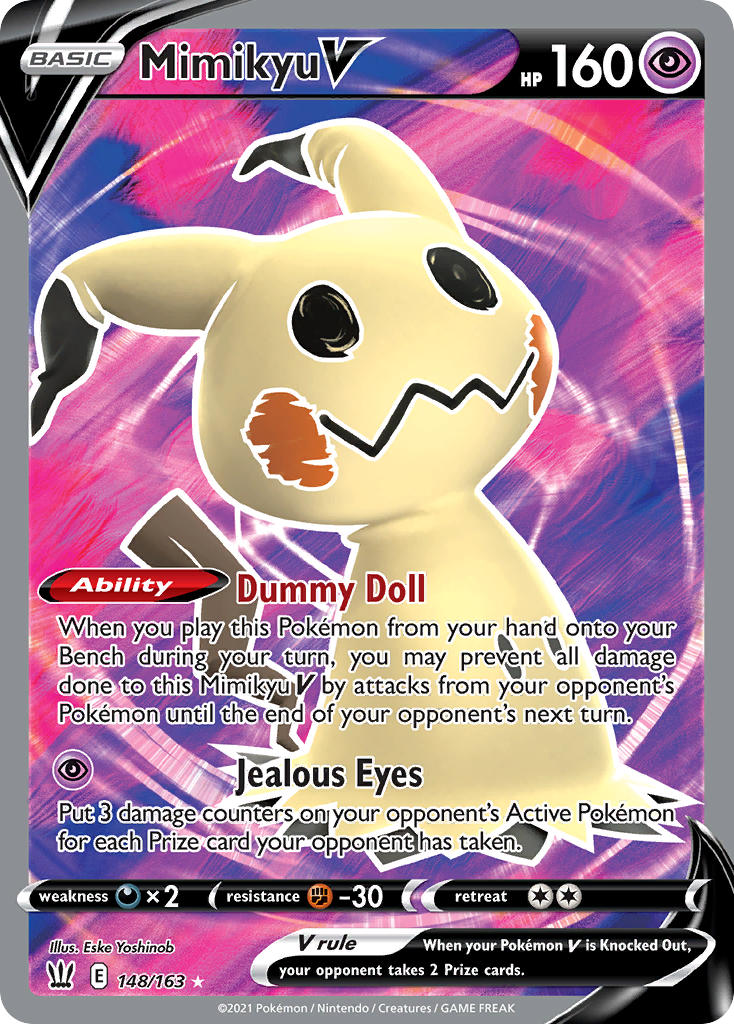 BASIC
Mimikyu V
HP 160
Ability Dummy Doll
When you play this Pokémon from your hand onto your
Bench during your turn, you may prevent all damage
done to this Mimikyu V by attacks from your opponent's
Pokémon until the end of your opponent's next turn.
Jealous Eyes
Put 3 damage counters on your opponent's Active Pokémon
for each Prize card your opponent has taken.
weakness ×2 resistance -30 retreat
Illus. Eske Yoshinob
V rule When your Pokémon V is Knocked Out,
your opponent takes 2 Prize cards.
E 148/163
©2021 Pokémon / Nintendo / Creatures / GAME FREAK